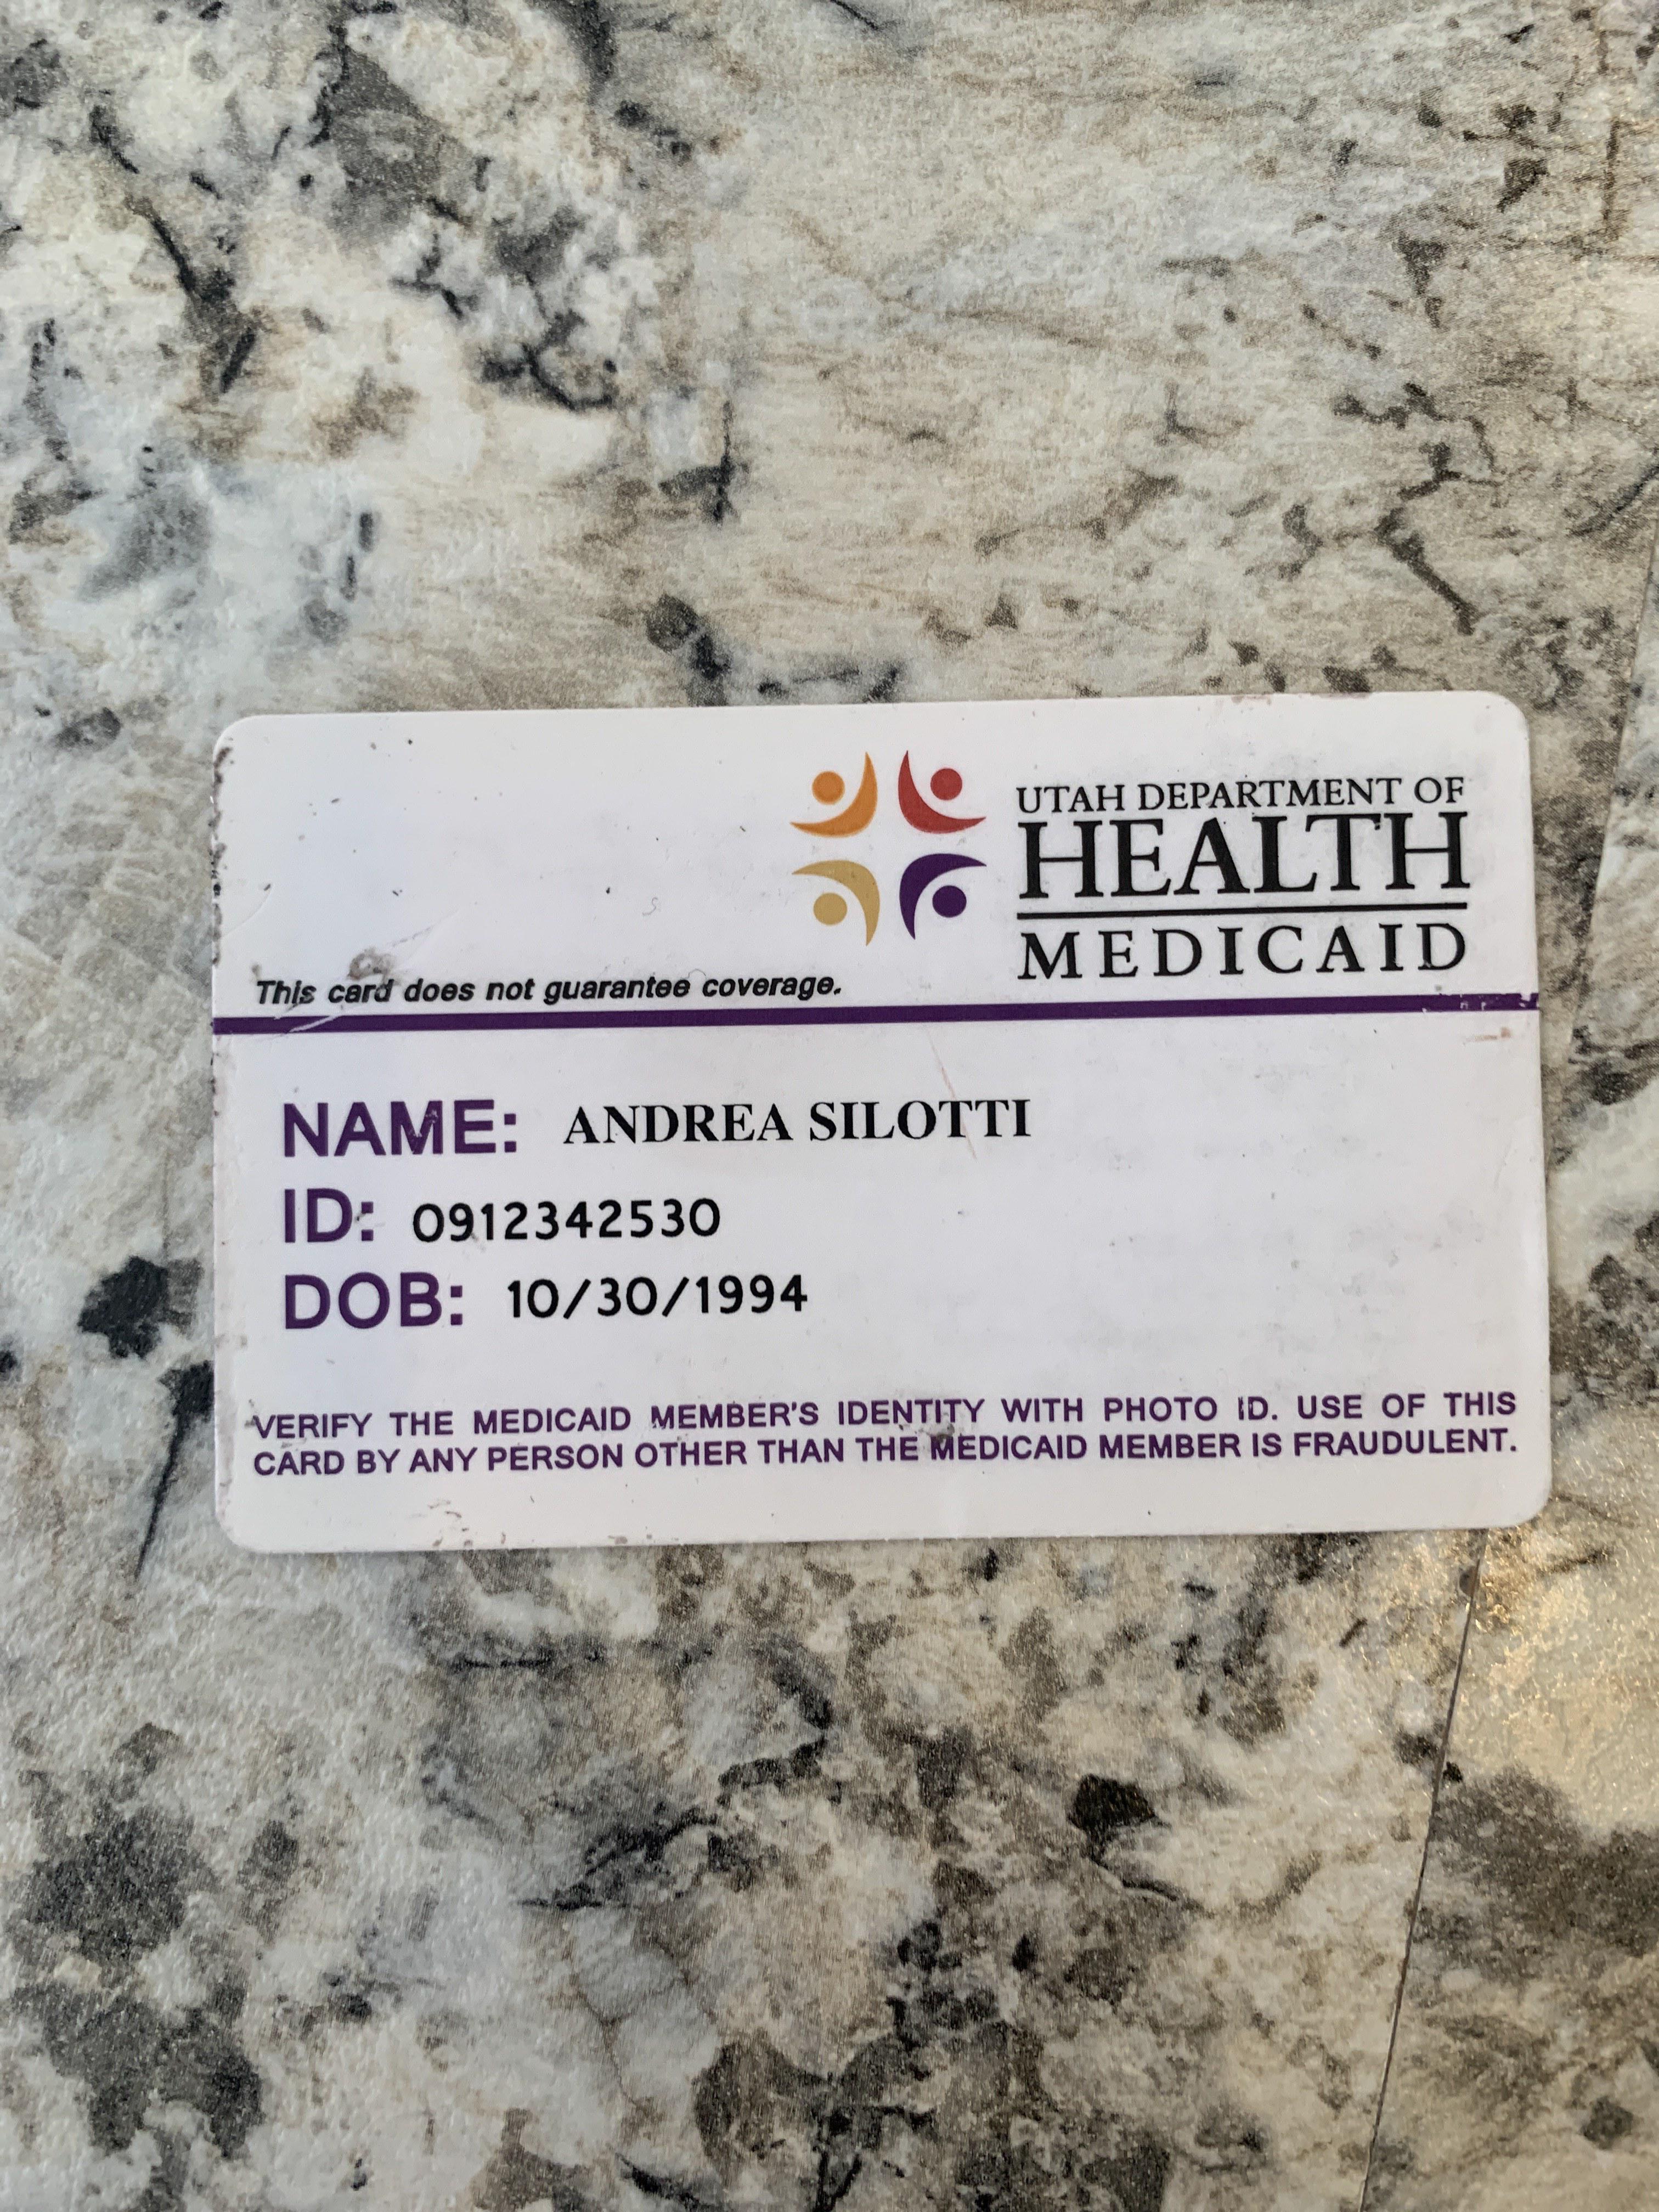 UTAH DEPARTMENT OF
HEALTH
MEDICAID
This card does not guarantee coverage.
NAME: ANDREA SILOTTI
ID: 0912342530
DOB: 10/30/1994
VERIFY THE MEDICAID MEMBER'S IDENTITY WITH PHOTO ID. USE OF THIS
CARD BY ANY PERSON OTHER THAN THE MEDICAID MEMBER IS FRAUDULENT.